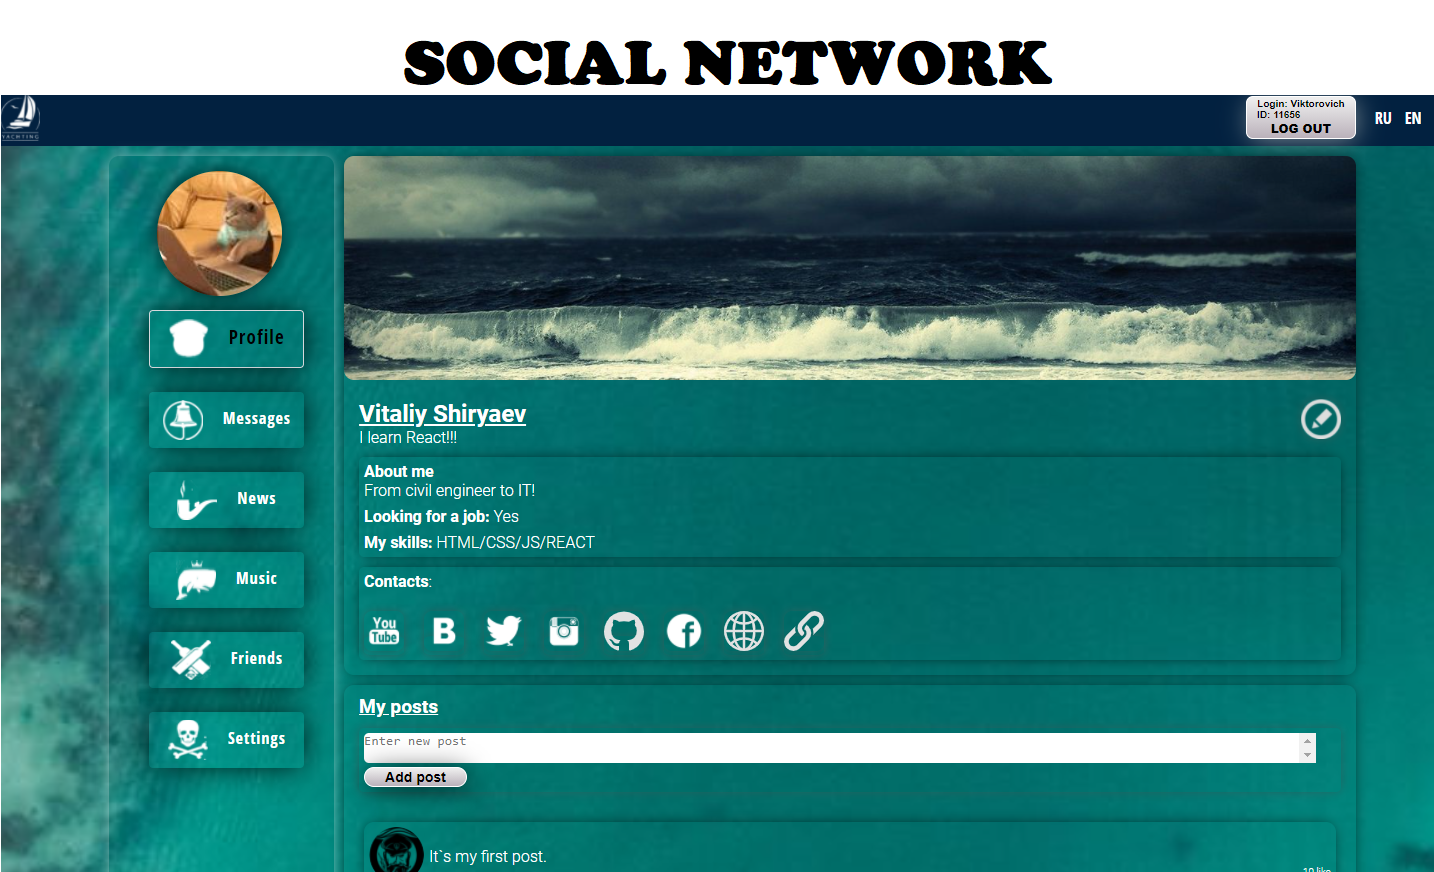 SOCIAL NETWORK
YACHTING
Login: Viktorovich
ID: 11656
LOG OUT
RU EN
Profile
Messages
News
Music
Friends
Settings
Vitaliy Shiryaev
I learn React!!!
About me
From civil engineer to IT!
Looking for a job: Yes
My skills: HTML/CSS/JS/REACT
Contacts:
You
Tube
B
My posts
Enter new post
Add post
It`s my first post.
10 like